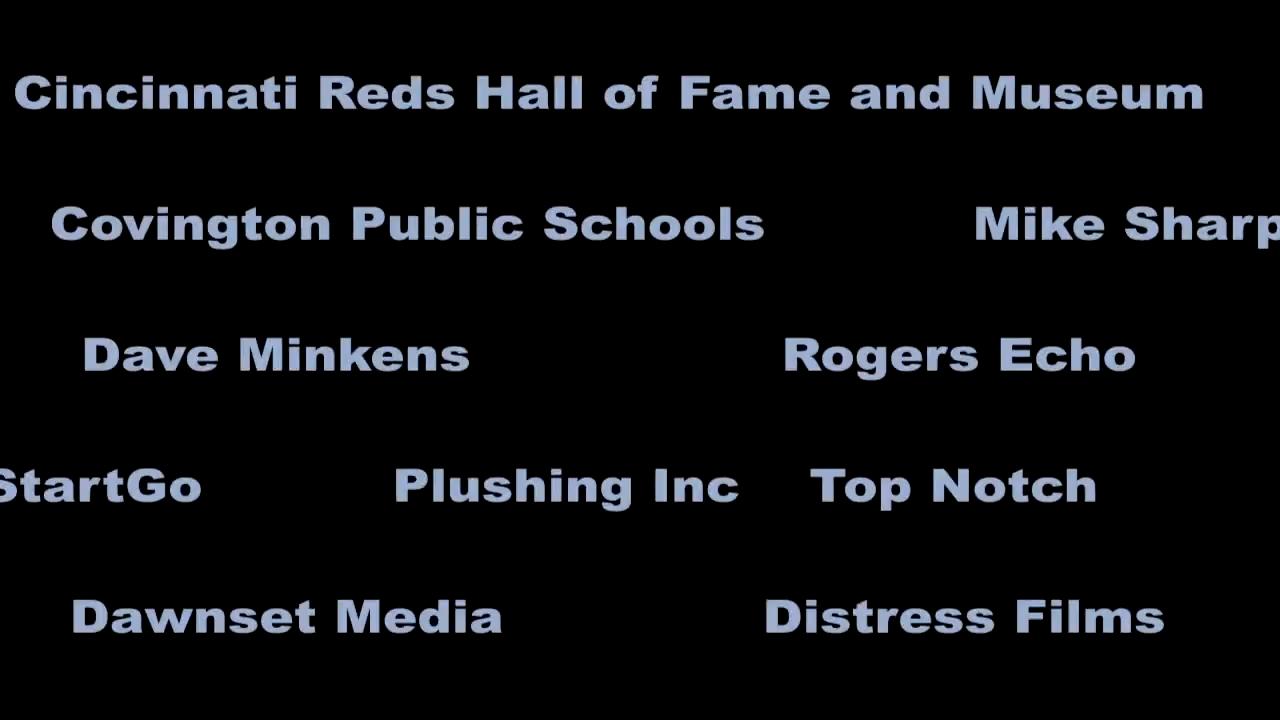 Cincinnati Reds Hall of Fame and Museum
Covington Public Schools Mike Sharp
Dave Minkens Rogers Echo
StartGo Plushing Inc Top Notch
Dawnset Media Distress Films